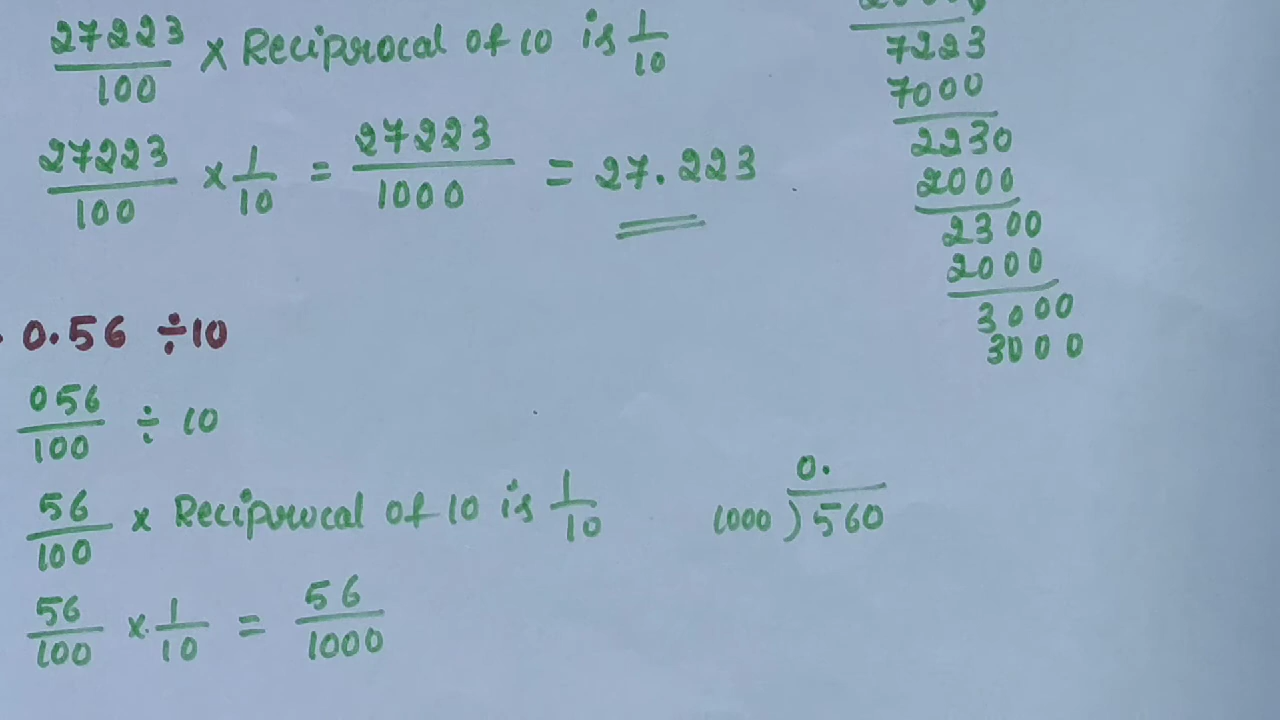 27223/100 × Reciprocal of 10 is 1/10
27223/100 × 1/10 = 27223/1000 = 27.223
7223
7000
2230
2000
2300
2000
3000
3000
0.56 ÷10
056/100 ÷ 10
56/100 × Reciprocal of 10 is 1/10
56/100 × 1/10 = 56/1000
0.
1000 ) 560